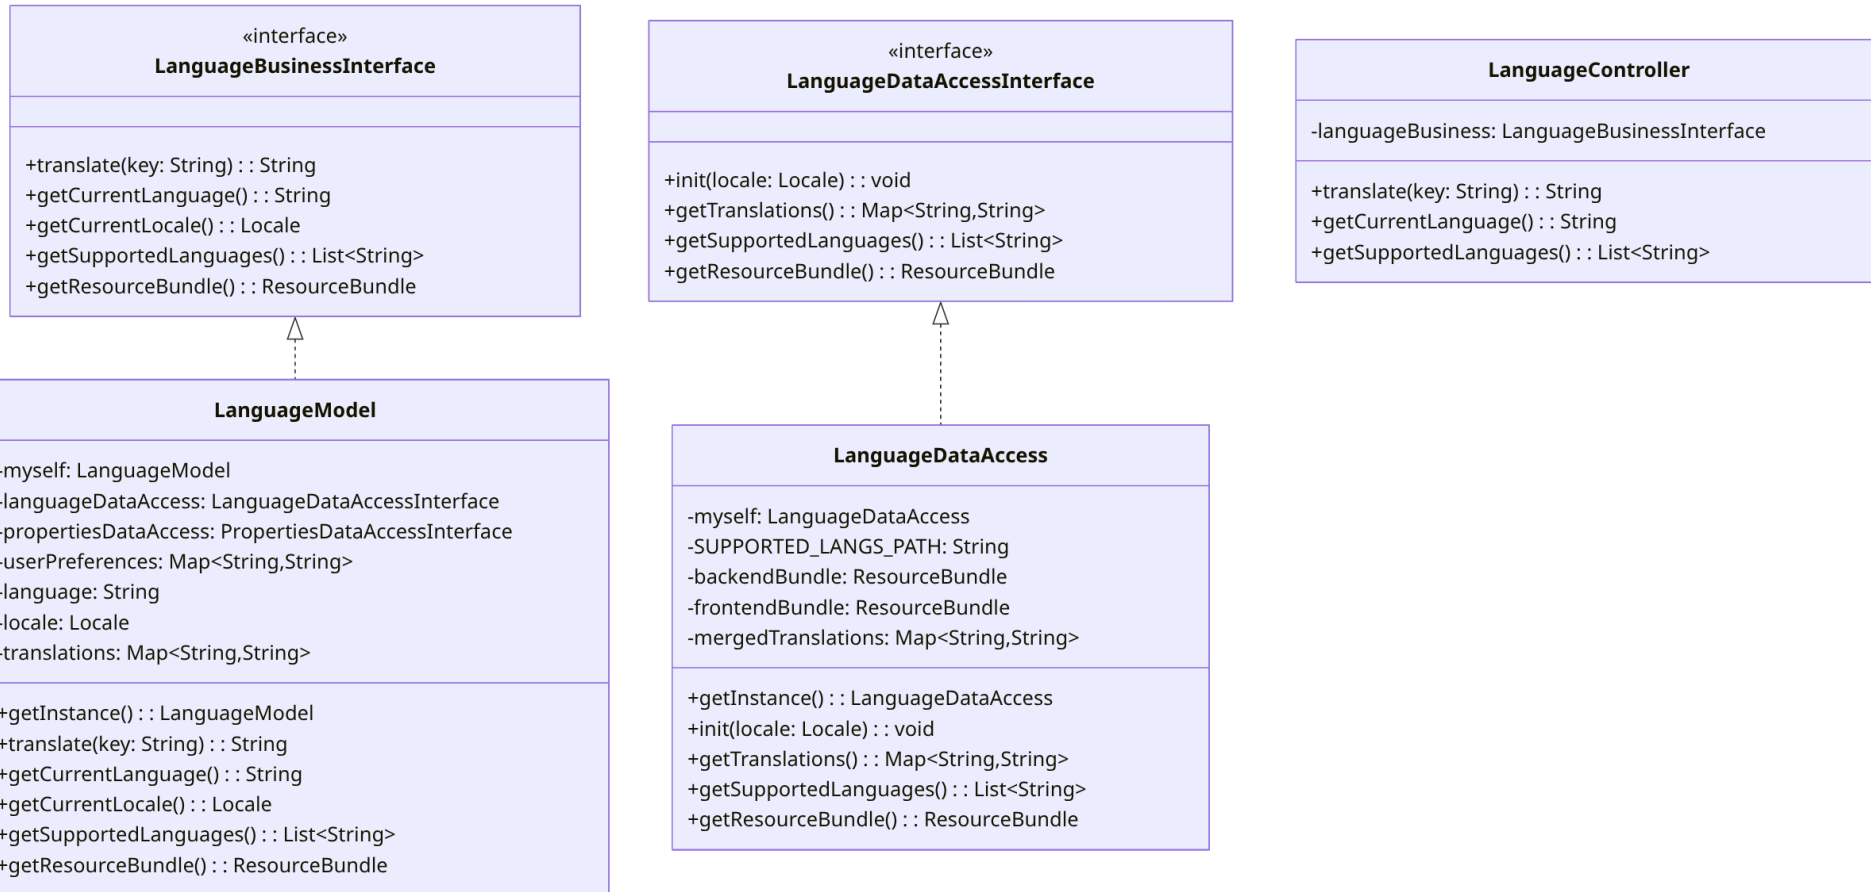 «interface»
LanguageBusinessInterface
+translate(key: String) : : String
+getCurrentLanguage() : : String
+getCurrentLocale() : : Locale
+getSupportedLanguages() : : List<String>
+getResourceBundle() : : ResourceBundle
«interface»
LanguageDataAccessInterface
+init(locale: Locale) : : void
+getTranslations() : : Map<String,String>
+getSupportedLanguages() : : List<String>
+getResourceBundle() : : ResourceBundle
LanguageController
-languageBusiness: LanguageBusinessInterface
+translate(key: String) : : String
+getCurrentLanguage() : : String
+getSupportedLanguages() : : List<String>
LanguageModel
-myself: LanguageModel
-languageDataAccess: LanguageDataAccessInterface
-propertiesDataAccess: PropertiesDataAccessInterface
-userPreferences: Map<String,String>
-language: String
-locale: Locale
-translations: Map<String,String>
+getInstance() : : LanguageModel
+translate(key: String) : : String
+getCurrentLanguage() : : String
+getCurrentLocale() : : Locale
+getSupportedLanguages() : : List<String>
+getResourceBundle() : : ResourceBundle
LanguageDataAccess
-myself: LanguageDataAccess
-SUPPORTED_LANGS_PATH: String
-backendBundle: ResourceBundle
-frontendBundle: ResourceBundle
-mergedTranslations: Map<String,String>
+getInstance() : : LanguageDataAccess
+init(locale: Locale) : : void
+getTranslations() : : Map<String,String>
+getSupportedLanguages() : : List<String>
+getResourceBundle() : : ResourceBundle